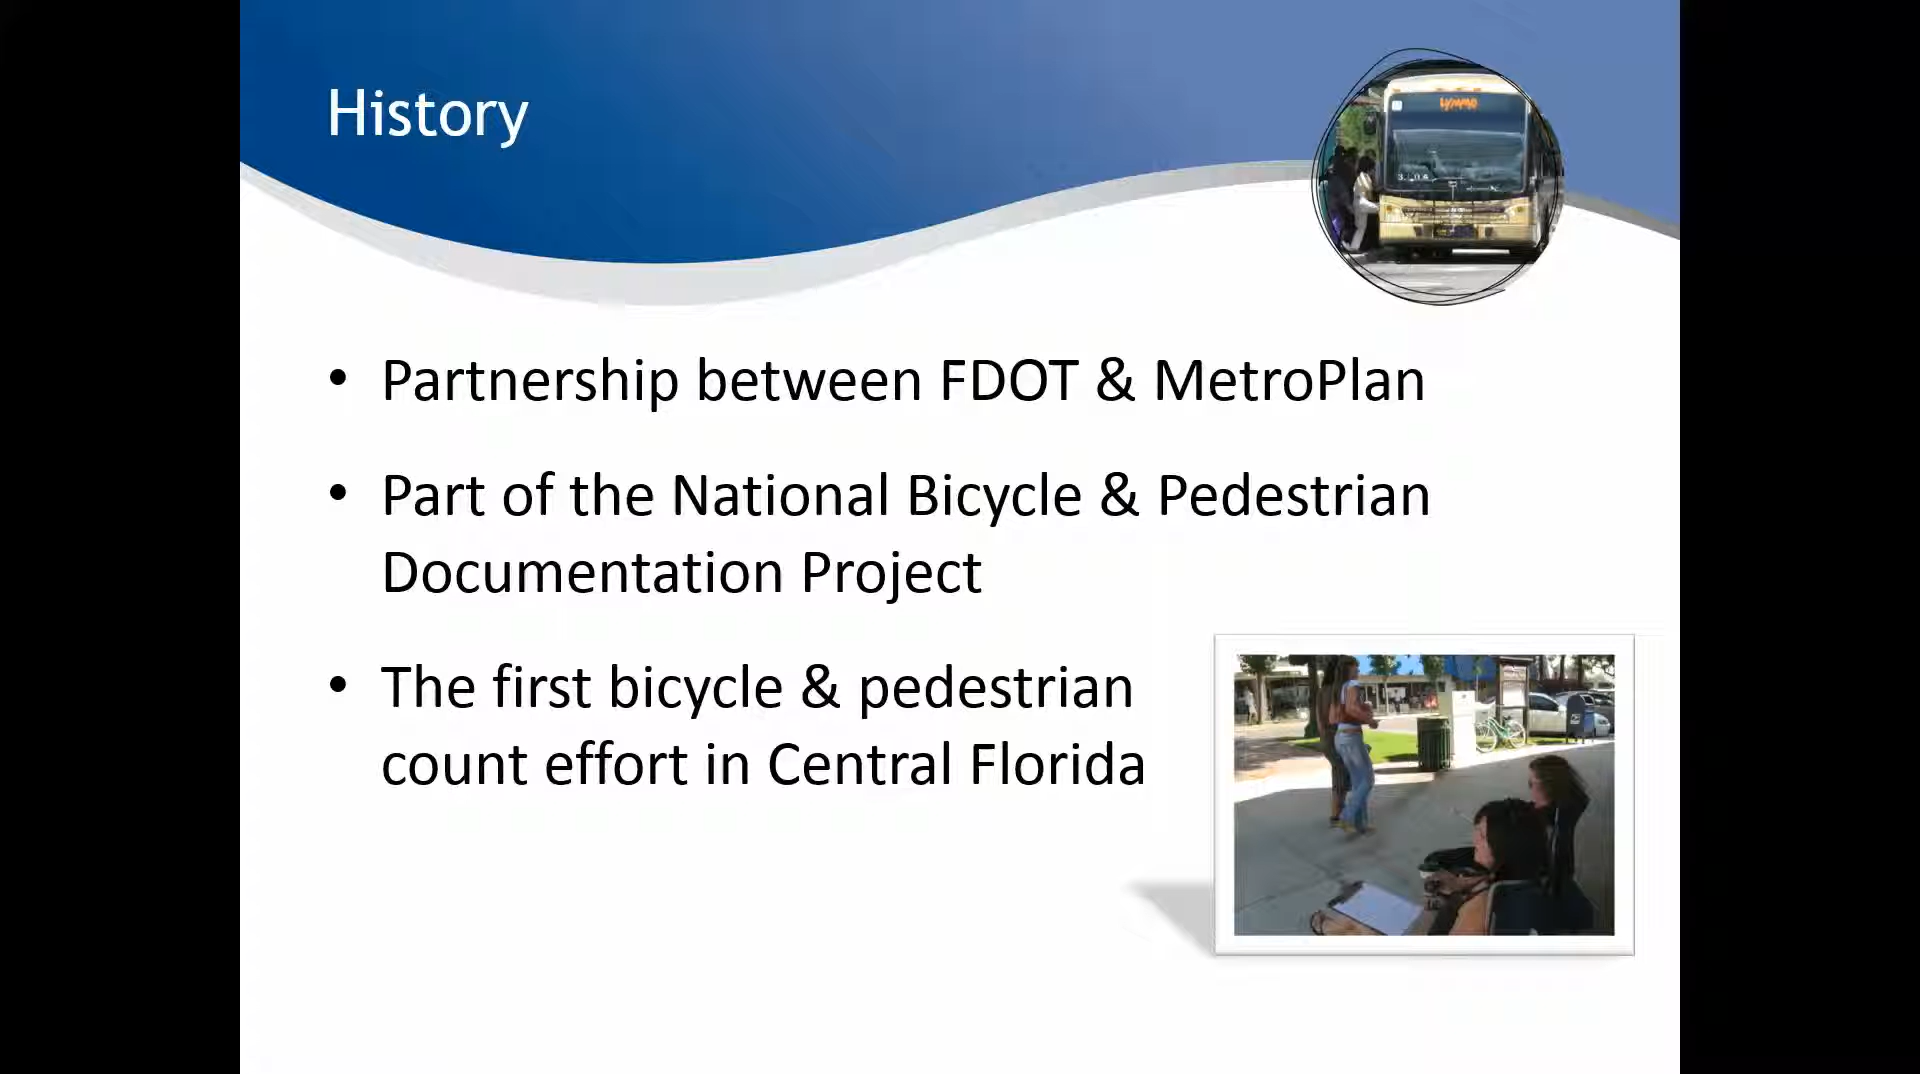 History
LYMMO
• Partnership between FDOT & MetroPlan
• Part of the National Bicycle & Pedestrian
Documentation Project
• The first bicycle & pedestrian
count effort in Central Florida